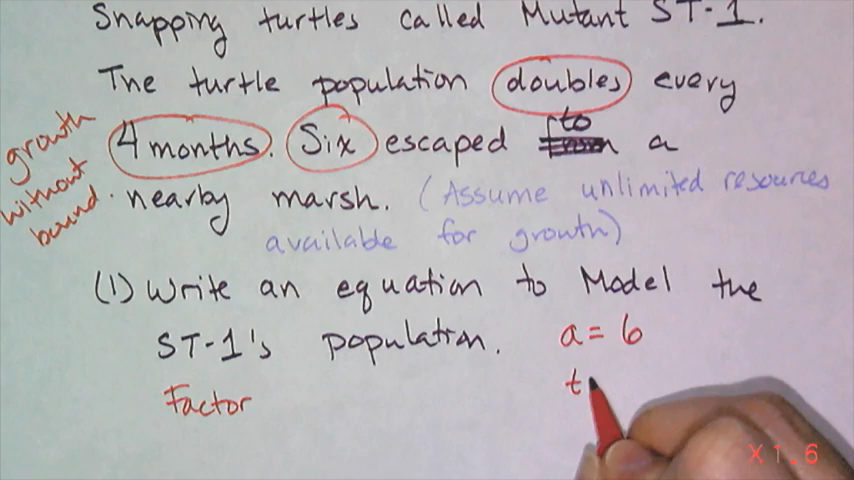 Snapping turtles called Mutant ST-1.
The turtle population doubles every
4 months. Six escaped to a
nearby marsh. (Assume unlimited resources
available for growth)
growth
without
bound.
(1) Write an equation to Model the
ST-1's population.
a = 6
Factor
t
X1.6